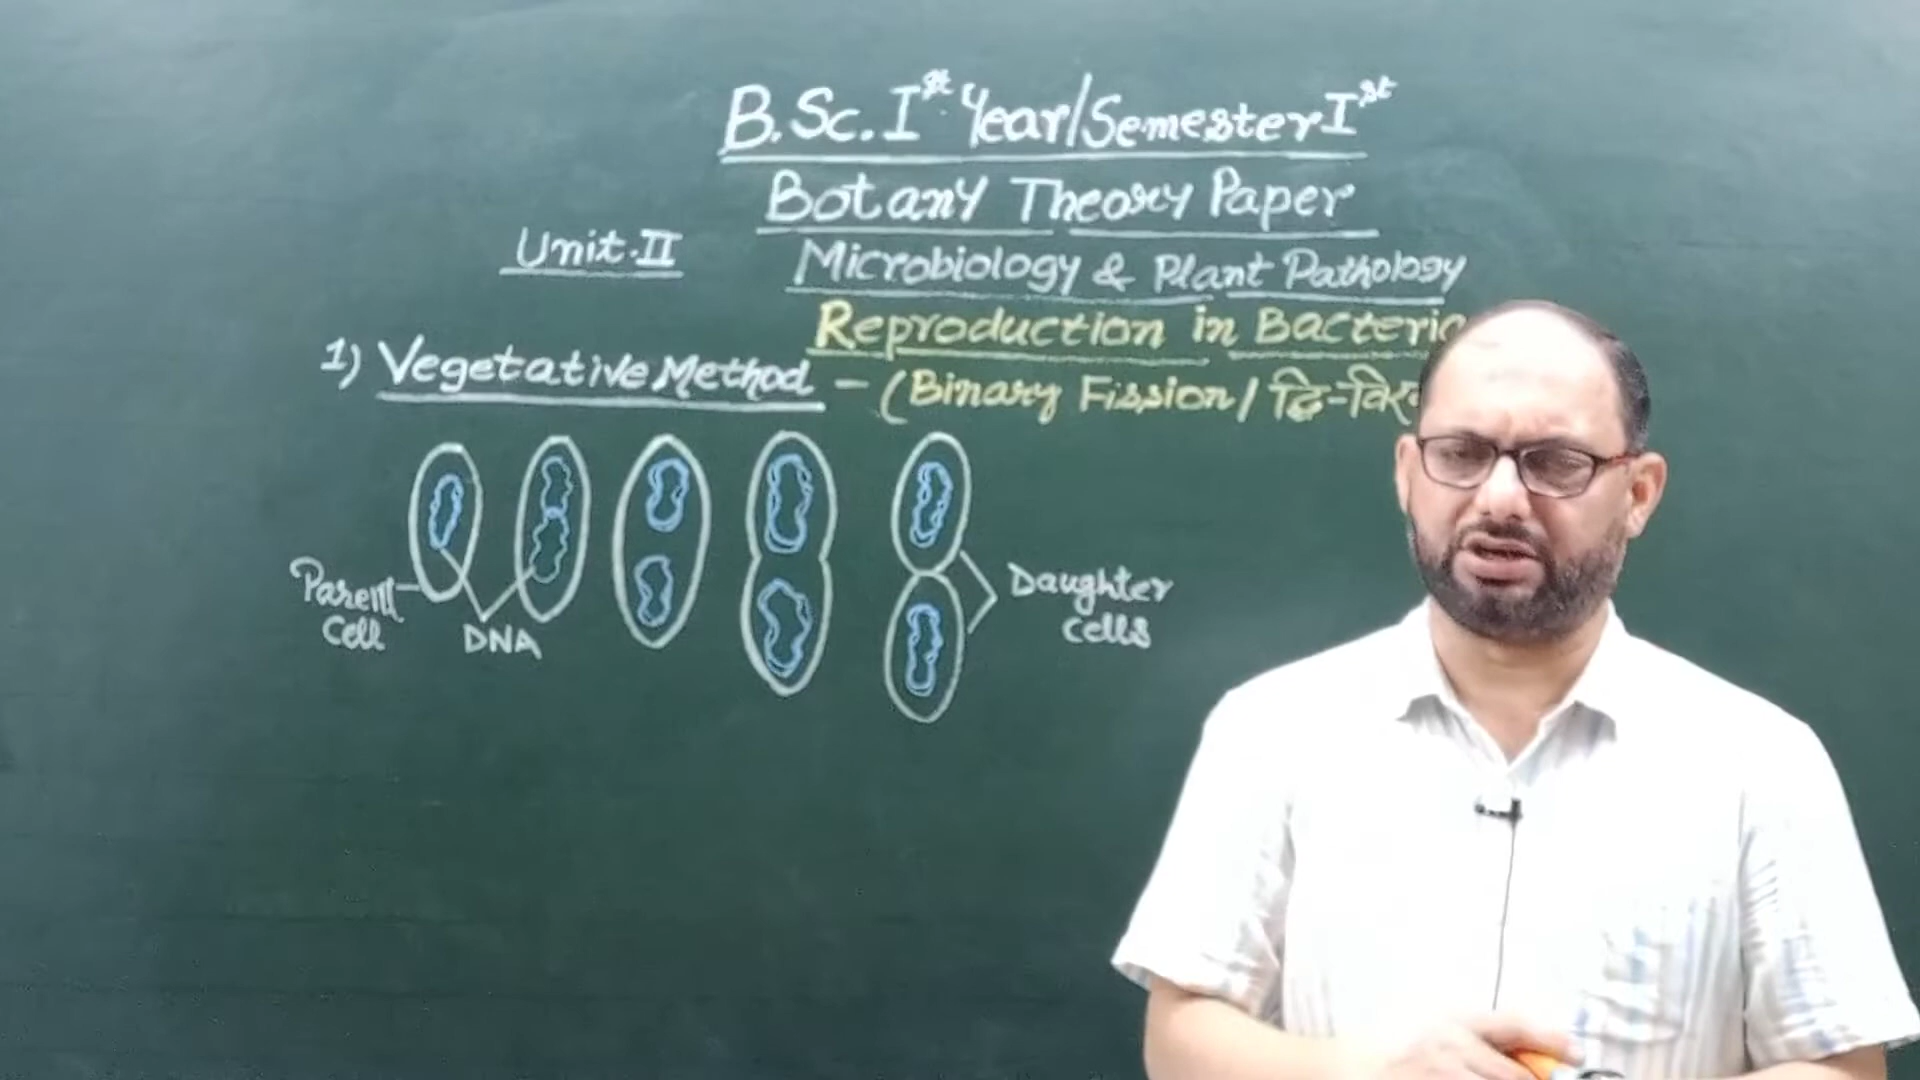 B.Sc. Ist Year/Semester Ist
Botany Theory Paper
Unit-II
Microbiology & Plant Pathology
Reproduction in Bacteria
1) Vegetative Method - (Binary Fission / द्वि-
Parent Cell
DNA
Daughter Cells